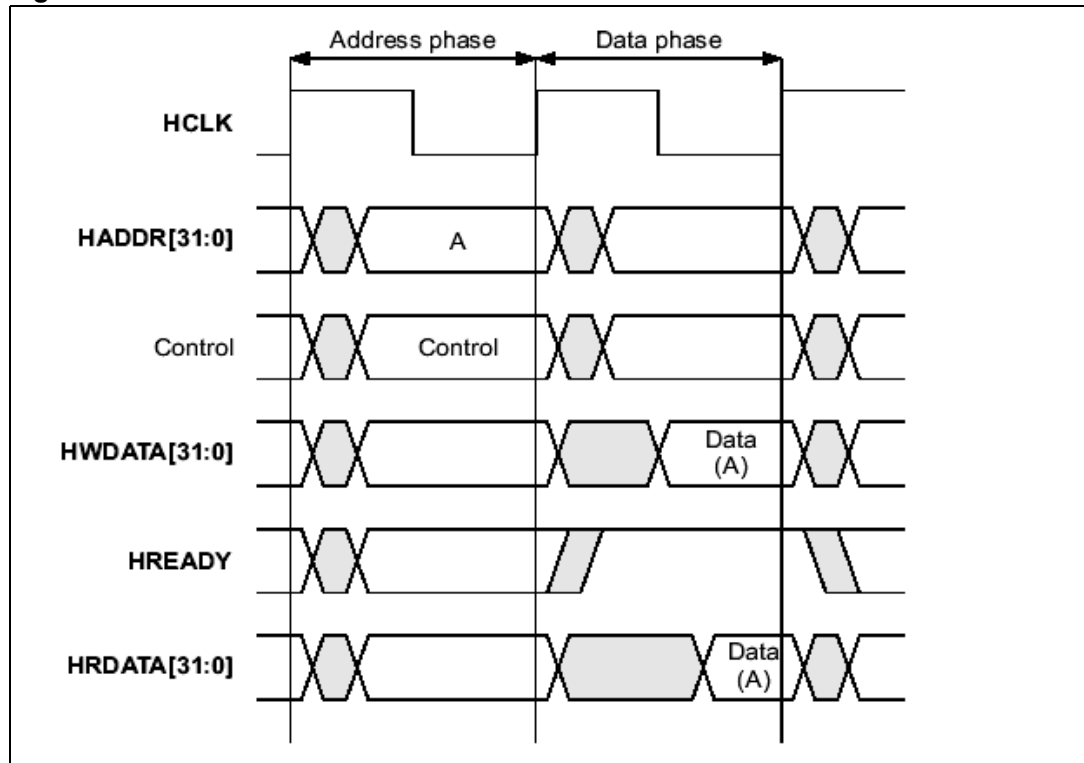 Address phase Data phase
HCLK
HADDR[31:0] A
Control Control
HWDATA[31:0] Data
(A)
HREADY
HRDATA[31:0] Data
(A)